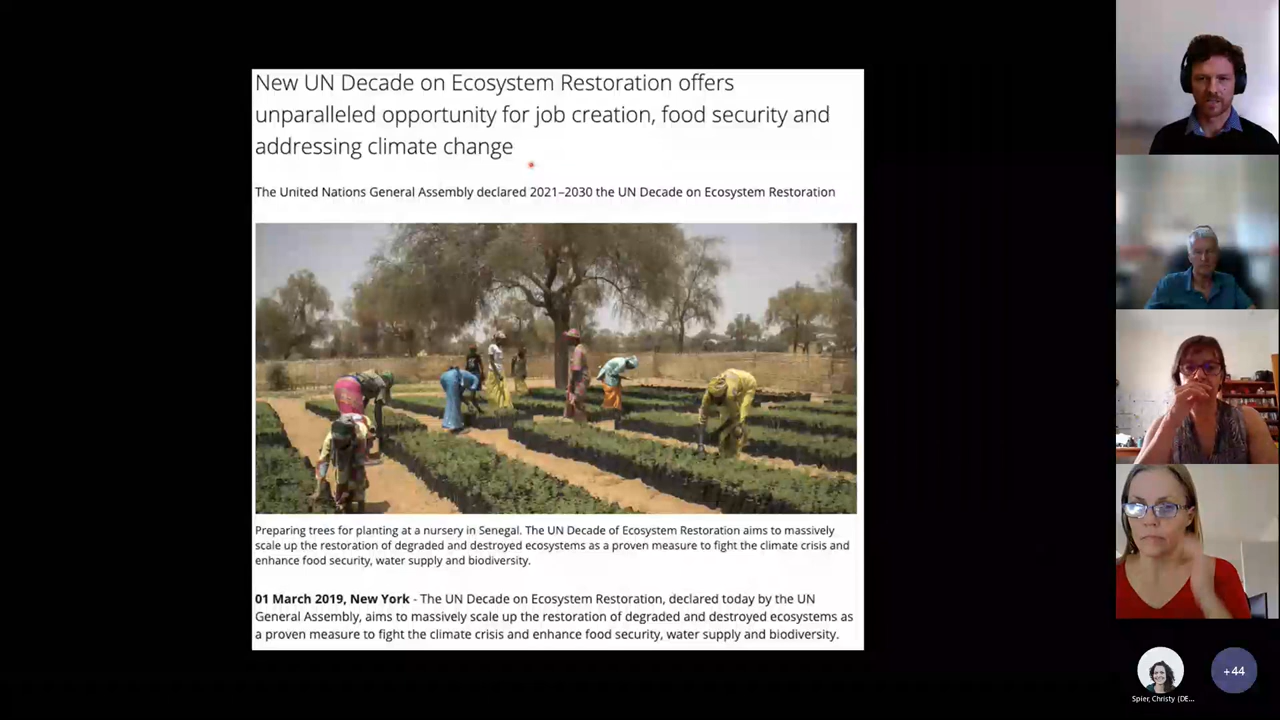 New UN Decade on Ecosystem Restoration offers
unparalleled opportunity for job creation, food security and
addressing climate change
The United Nations General Assembly declared 2021–2030 the UN Decade on Ecosystem Restoration
Preparing trees for planting at a nursery in Senegal. The UN Decade of Ecosystem Restoration aims to massively
scale up the restoration of degraded and destroyed ecosystems as a proven measure to fight the climate crisis and
enhance food security, water supply and biodiversity.
01 March 2019, New York - The UN Decade on Ecosystem Restoration, declared today by the UN
General Assembly, aims to massively scale up the restoration of degraded and destroyed ecosystems as
a proven measure to fight the climate crisis and enhance food security, water supply and biodiversity.
+44
Spier, Christy (DE...